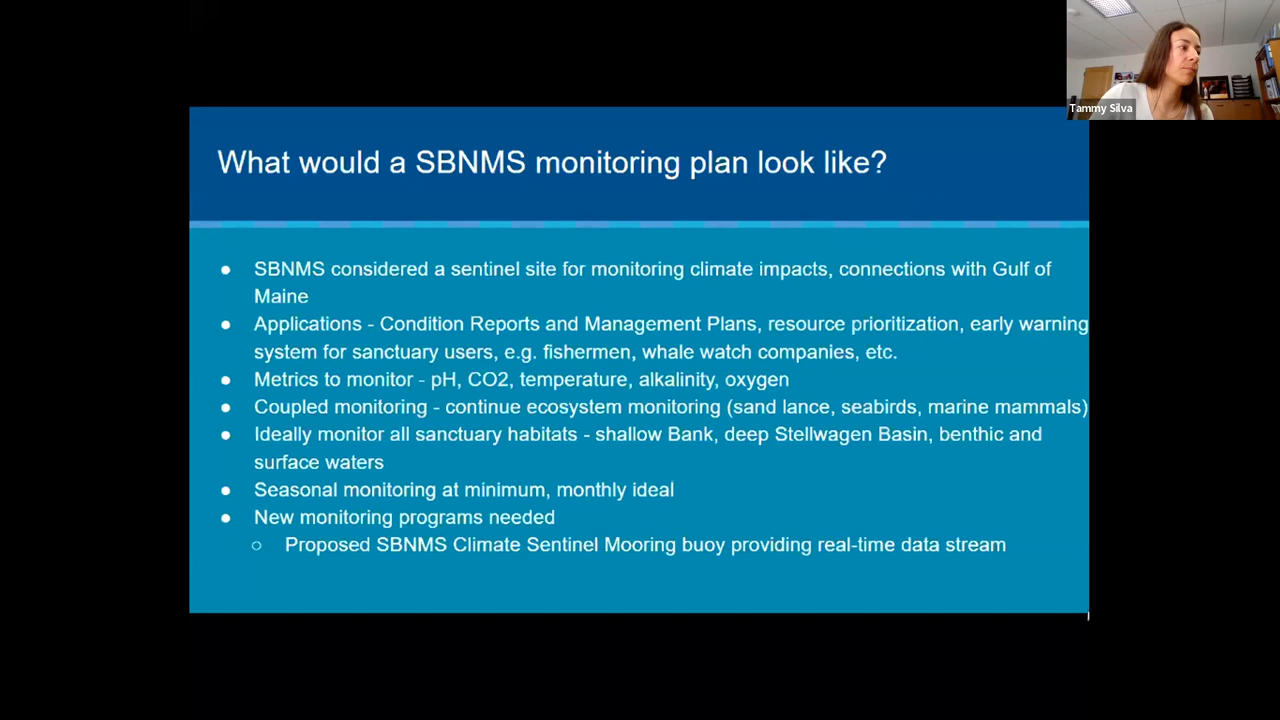 Tammy Silva
What would a SBNMS monitoring plan look like?
● SBNMS considered a sentinel site for monitoring climate impacts, connections with Gulf of
Maine
● Applications - Condition Reports and Management Plans, resource prioritization, early warning
system for sanctuary users, e.g. fishermen, whale watch companies, etc.
● Metrics to monitor - pH, CO2, temperature, alkalinity, oxygen
● Coupled monitoring - continue ecosystem monitoring (sand lance, seabirds, marine mammals)
● Ideally monitor all sanctuary habitats - shallow Bank, deep Stellwagen Basin, benthic and
surface waters
● Seasonal monitoring at minimum, monthly ideal
● New monitoring programs needed
○ Proposed SBNMS Climate Sentinel Mooring buoy providing real-time data stream